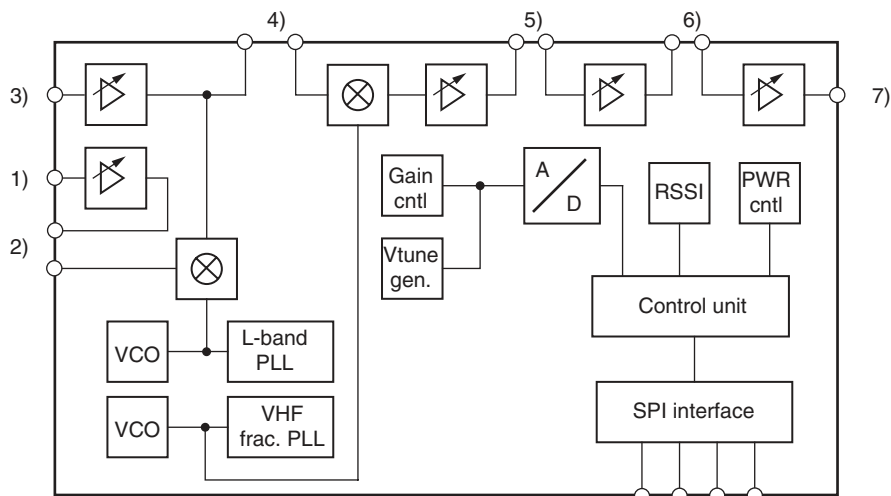 4)
5)
6)
3)
7)
1)
2)
Gain
cntl
A
D
RSSI
PWR
cntl
Vtune
gen.
Control unit
VCO
L-band
PLL
VCO
VHF
frac. PLL
SPI interface